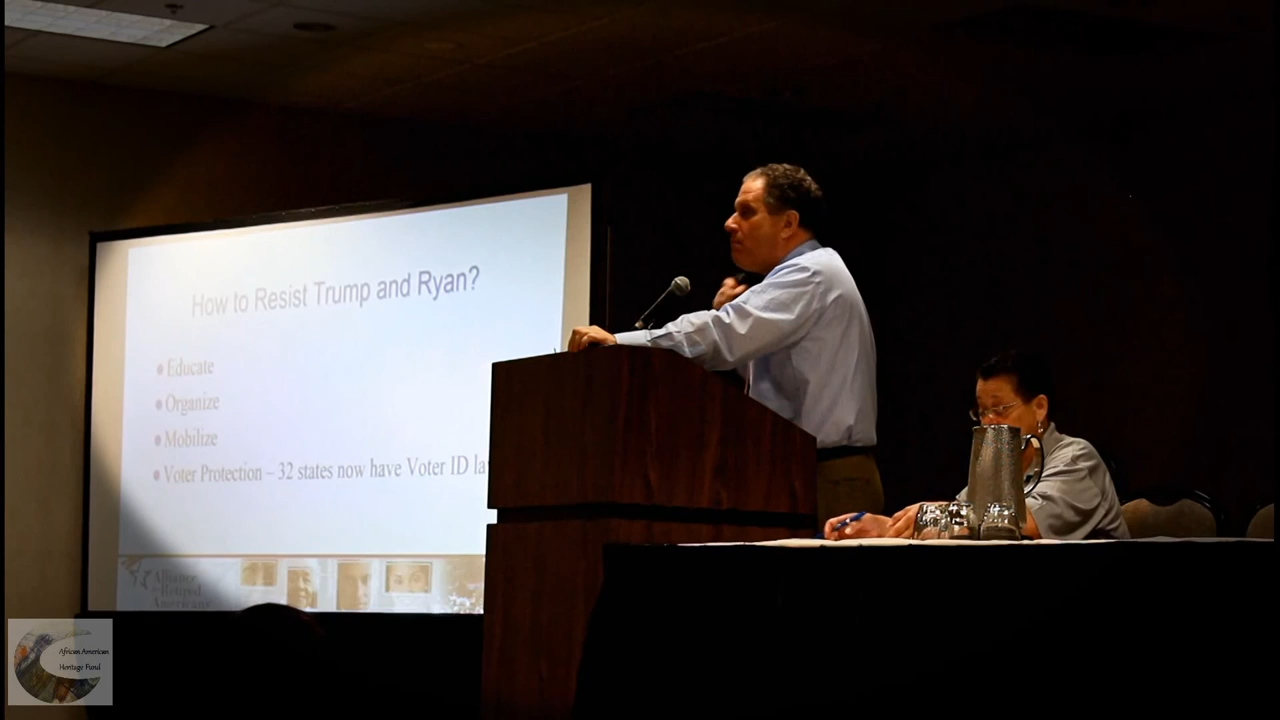 How to Resist Trump and Ryan?
Educate
Organize
Mobilize
Voter Protection – 32 states now have Voter ID la
Alliance
for Retired
Americans
African American
Heritage Fund